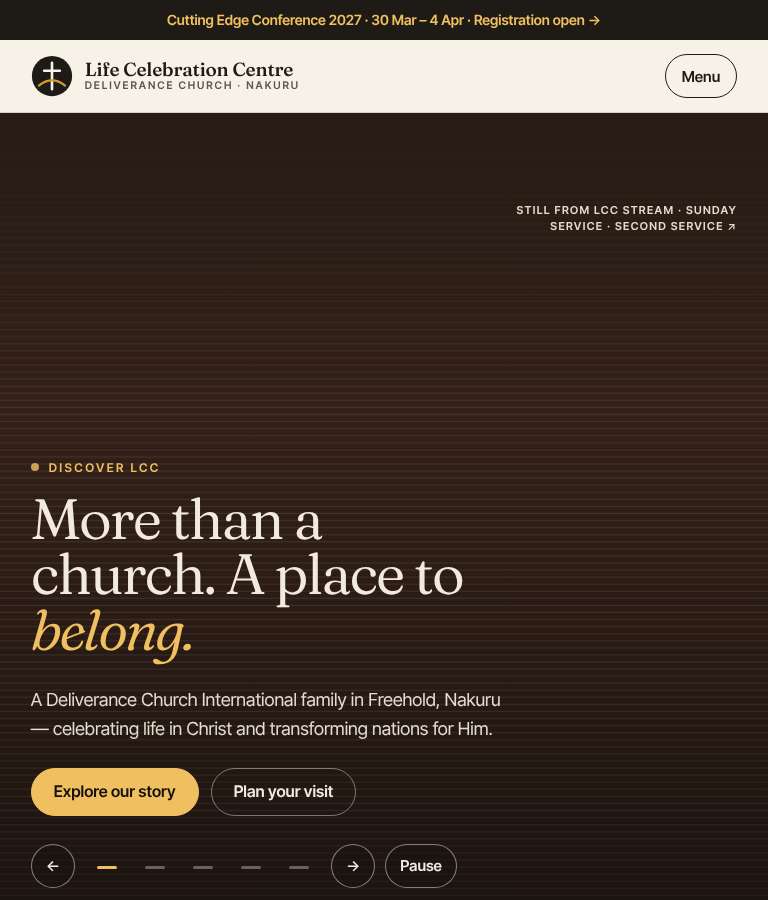 Cutting Edge Conference 2027 · 30 Mar – 4 Apr · Registration open →
Life Celebration Centre
DELIVERANCE CHURCH · NAKURU
Menu
STILL FROM LCC STREAM · SUNDAY
SERVICE · SECOND SERVICE ↗
DISCOVER LCC
More than a
church. A place to
belong.
A Deliverance Church International family in Freehold, Nakuru
— celebrating life in Christ and transforming nations for Him.
Explore our story
Plan your visit
← → Pause